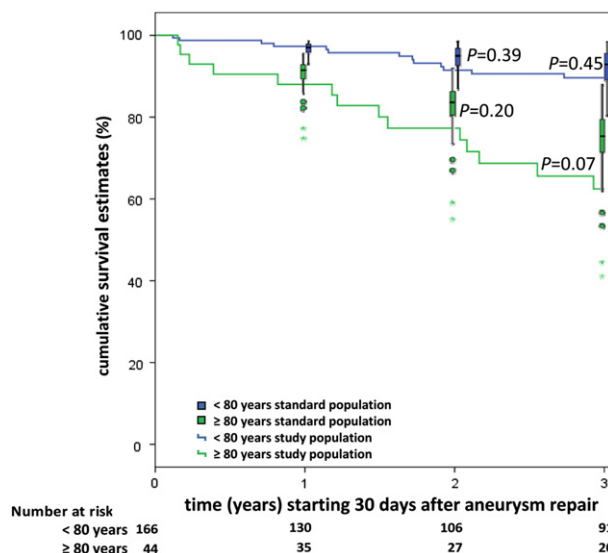 100
80
60
40
20
0
cumulative survival estimates (%)
P=0.39
P=0.45
P=0.20
P=0.07
< 80 years standard population
≥ 80 years standard population
< 80 years study population
≥ 80 years study population
0 1 2 3
time (years) starting 30 days after aneurysm repair
Number at risk
< 80 years 166 130 106
≥ 80 years 44 35 27